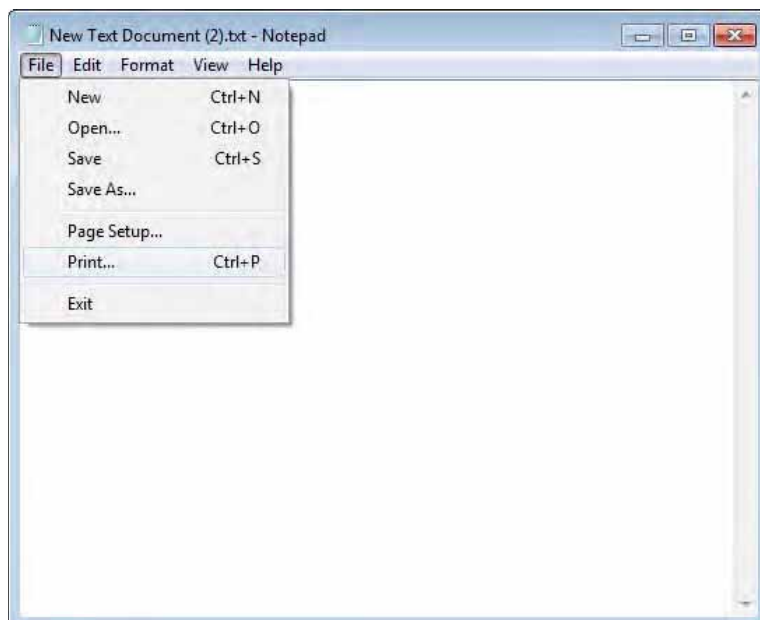 New Text Document (2).txt - Notepad
File Edit Format View Help
New Ctrl+N
Open... Ctrl+O
Save Ctrl+S
Save As...
Page Setup...
Print... Ctrl+P
Exit